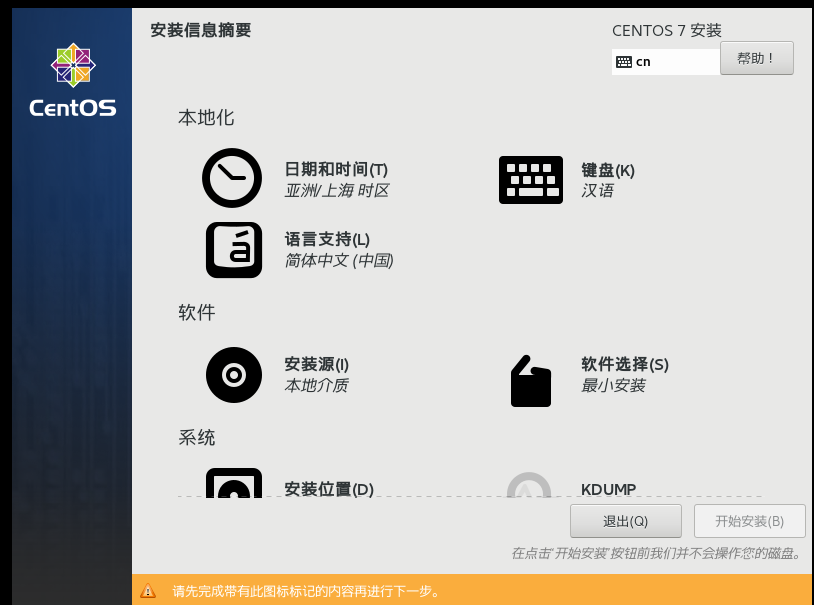 安装信息摘要
CENTOS 7 安装
cn
帮助！
CentOS
本地化
日期和时间(T)
亚洲/上海 时区
键盘(K)
汉语
语言支持(L)
简体中文 (中国)
软件
安装源(I)
本地介质
软件选择(S)
最小安装
系统
安装位置(D)
KDUMP
退出(Q)
开始安装(B)
在点击"开始安装"按钮前我们并不会操作您的磁盘。
请先完成带有此图标标记的内容再进行下一步。